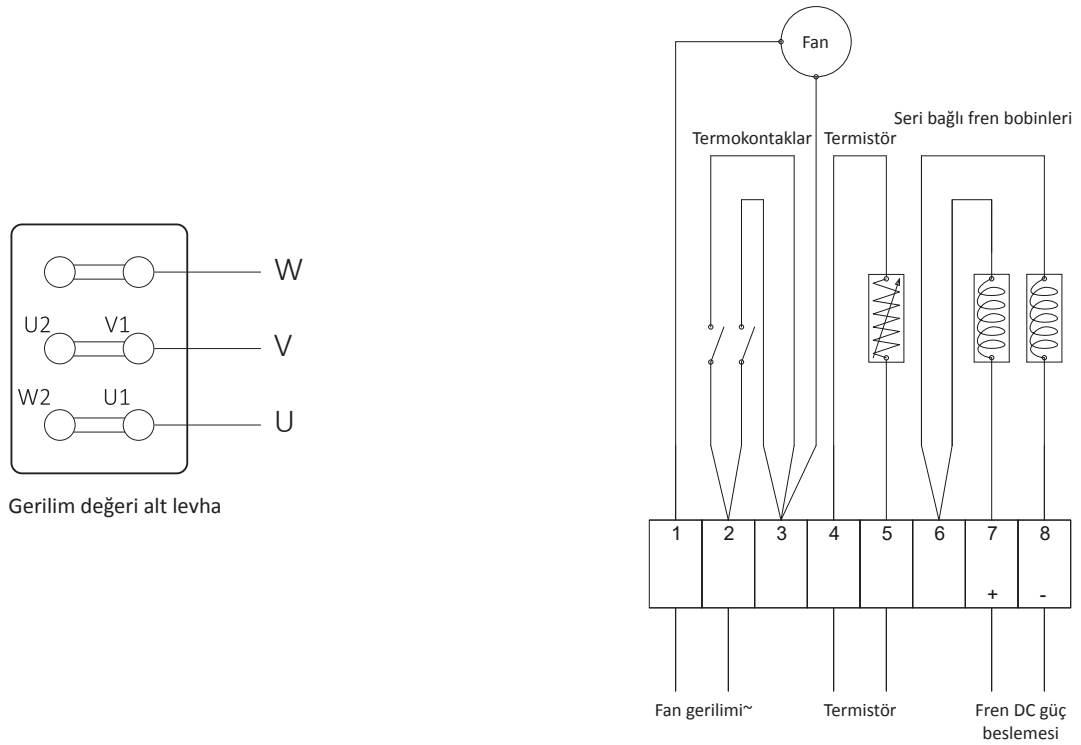 W
U2 V1 V
W2 U1 U
Gerilim değeri alt levha
Fan
Seri bağlı fren bobinleri
Termokontaklar Termistör
1 2 3 4 5 6 7 8
+ -
Fan gerilimi~ Termistör Fren DC güç
beslemesi